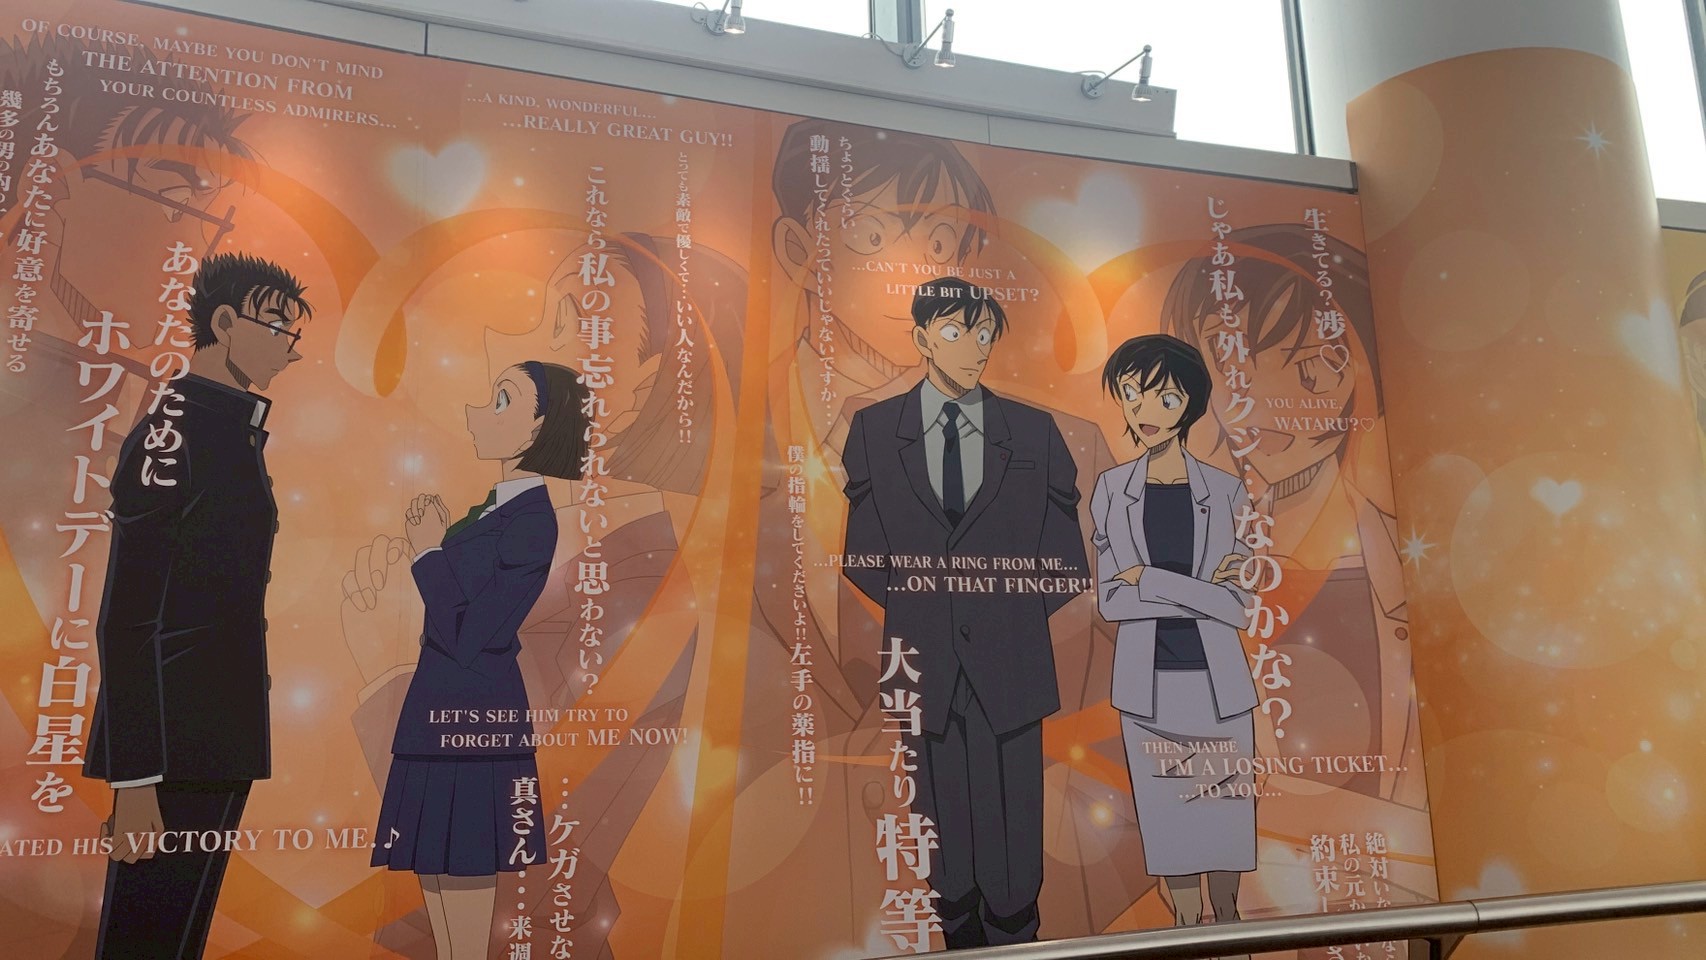 OF COURSE, MAYBE YOU DON'T MIND
THE ATTENTION FROM
YOUR COUNTLESS ADMIRERS...
もちろんあなたに好意を寄せる
幾多の男の
あなたのために
ホワイトデーに白星を
ATED HIS VICTORY TO ME..♪
...A KIND, WONDERFUL...
...REALLY GREAT GUY!!
とっても素敵で優しくて・・いい人なんだから!!
これなら私の事忘れられないと思わない?
LET'S SEE HIM TRY TO
FORGET ABOUT ME NOW!
…ケガさせな
真さん…・来週
ちょっとぐらい
動揺してくれたっていいじゃないですか・・・
...CAN'T YOU BE JUST A
LITTLE BIT UPSET?
僕の指輪をしてくださいよ!!左手の薬指に!!
...PLEASE WEAR A RING FROM ME...
...ON THAT FINGER!!
大当たり特等
生きてる?渉♡
YOU ALIVE,
WATARU?♡
じゃあ私も外れクジ…なのかな?
THEN MAYBE
I'M A LOSING TICKET...
...TO YOU...
絶対い
私の元か
約束し